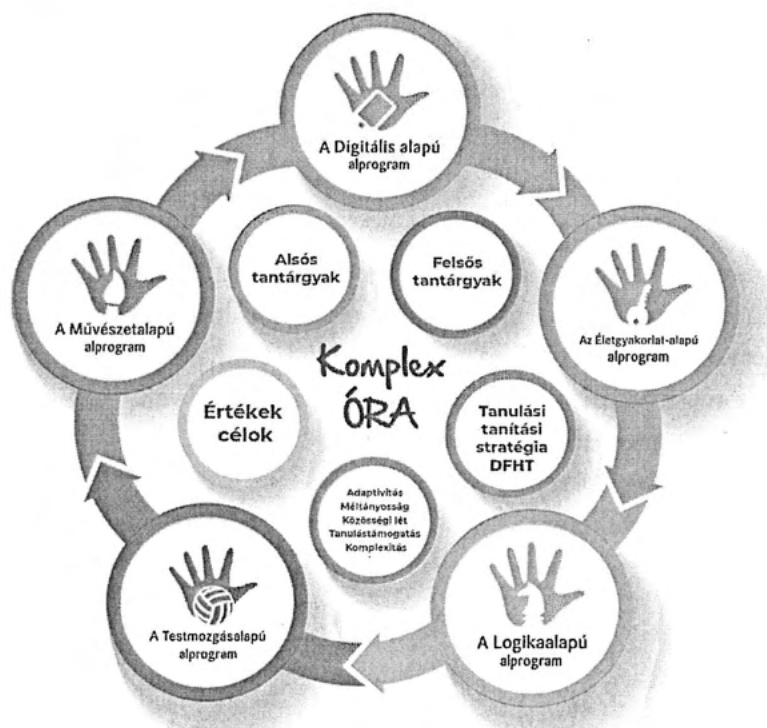 A Digitális alapú
alprogram
Alsós
tantárgyak
Felsős
tantárgyak
A Művészetalapú
alprogram
Az Életgyakorlat-alapú
alprogram
Komplex
ÓRA
Értékek
célok
Tanulási
tanítási
stratégia
DFHT
Adaptivitás
Méltányosság
Közösségi lét
Tanulástámogatás
Komplexitás
A Testmozgásalapú
alprogram
A Logikaalapú
alprogram